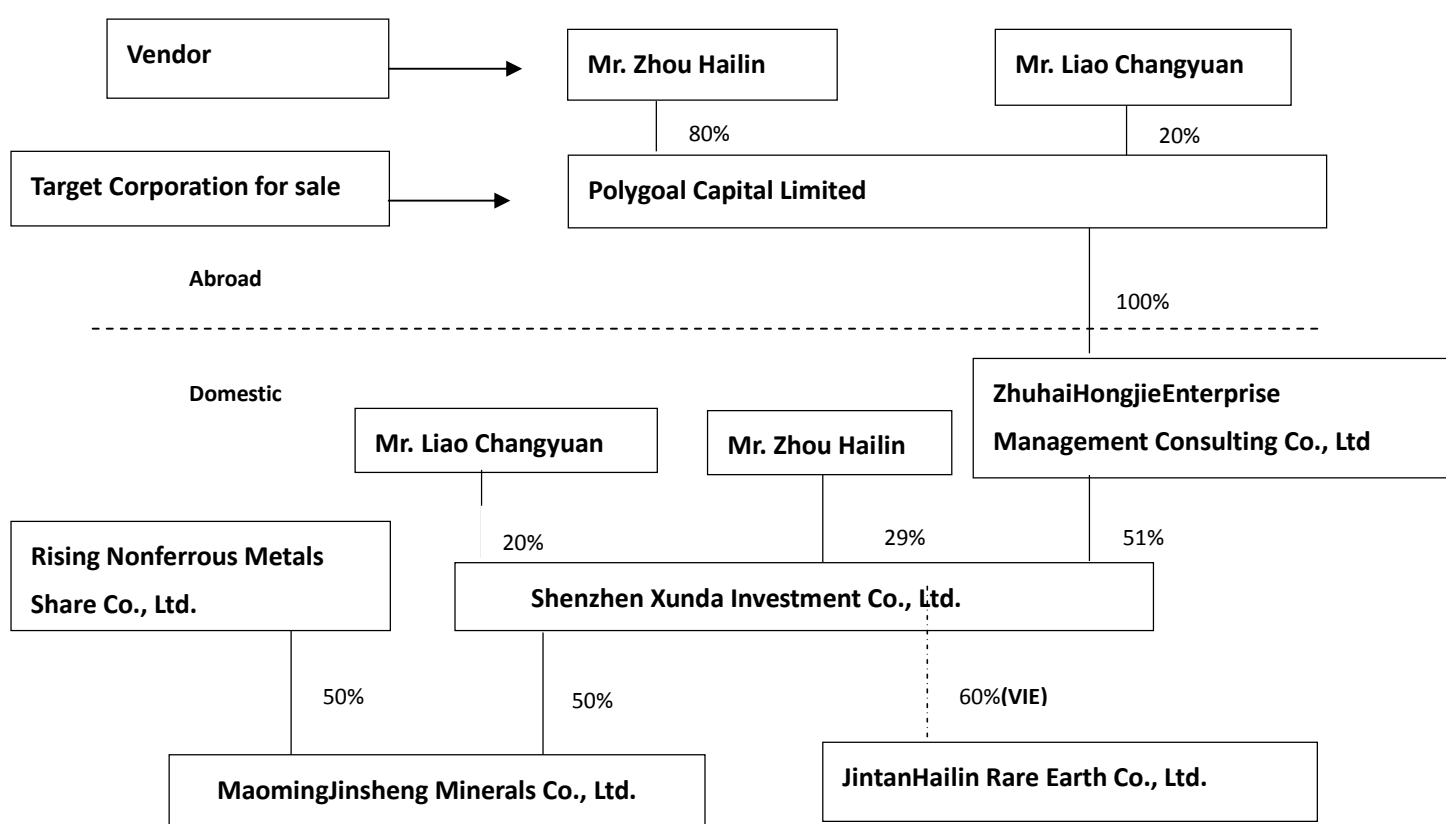 Vendor
Mr. Zhou Hailin
Mr. Liao Changyuan
80%
20%
Target Corporation for sale
Polygoal Capital Limited
Abroad
100%
Domestic
ZhuhaiHongjieEnterprise
Management Consulting Co., Ltd
Mr. Liao Changyuan
Mr. Zhou Hailin
20%
29%
51%
Rising Nonferrous Metals
Share Co., Ltd.
Shenzhen Xunda Investment Co., Ltd.
50%
50%
60%(VIE)
MaomingJinsheng Minerals Co., Ltd.
JintanHailin Rare Earth Co., Ltd.